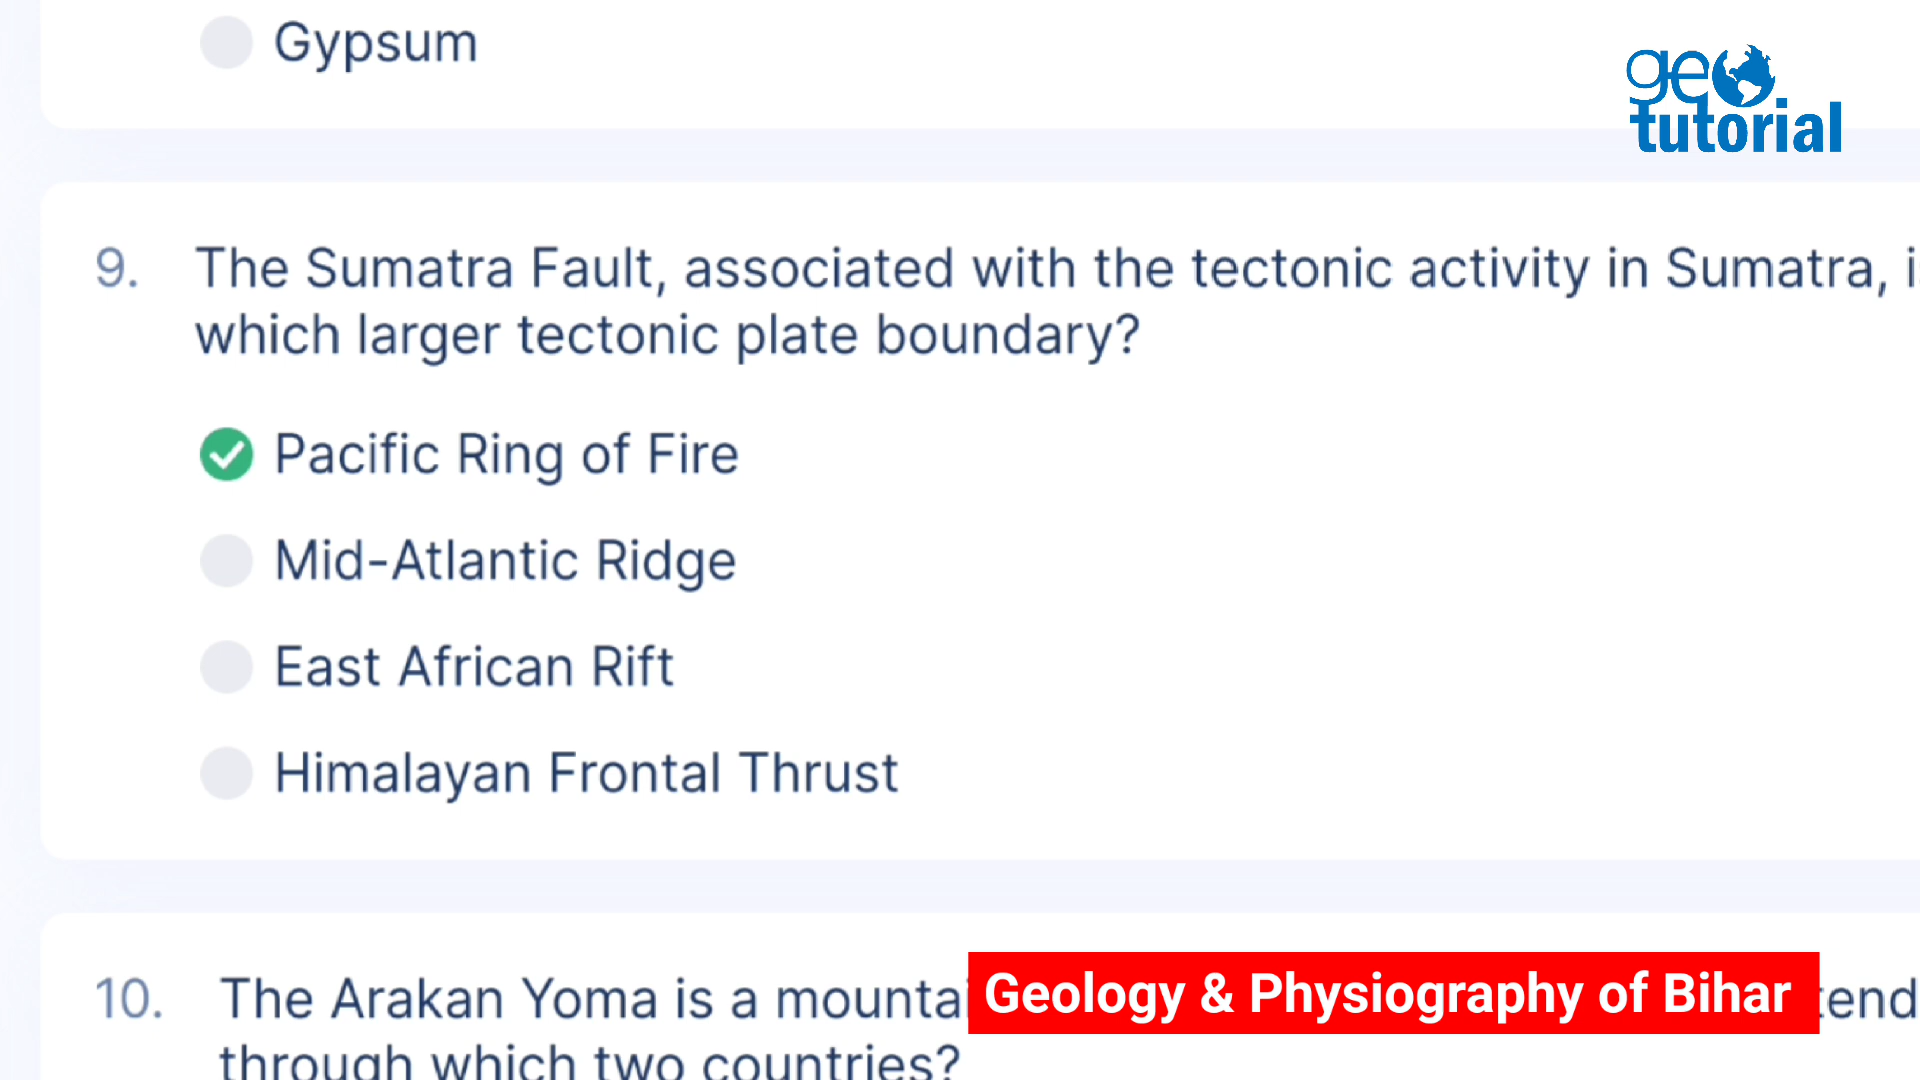 Gypsum
geo
tutorial
9. The Sumatra Fault, associated with the tectonic activity in Sumatra,
which larger tectonic plate boundary?
Pacific Ring of Fire
Mid-Atlantic Ridge
East African Rift
Himalayan Frontal Thrust
10. The Arakan Yoma is a
Geology & Physiography of Bihar
through which two countries?